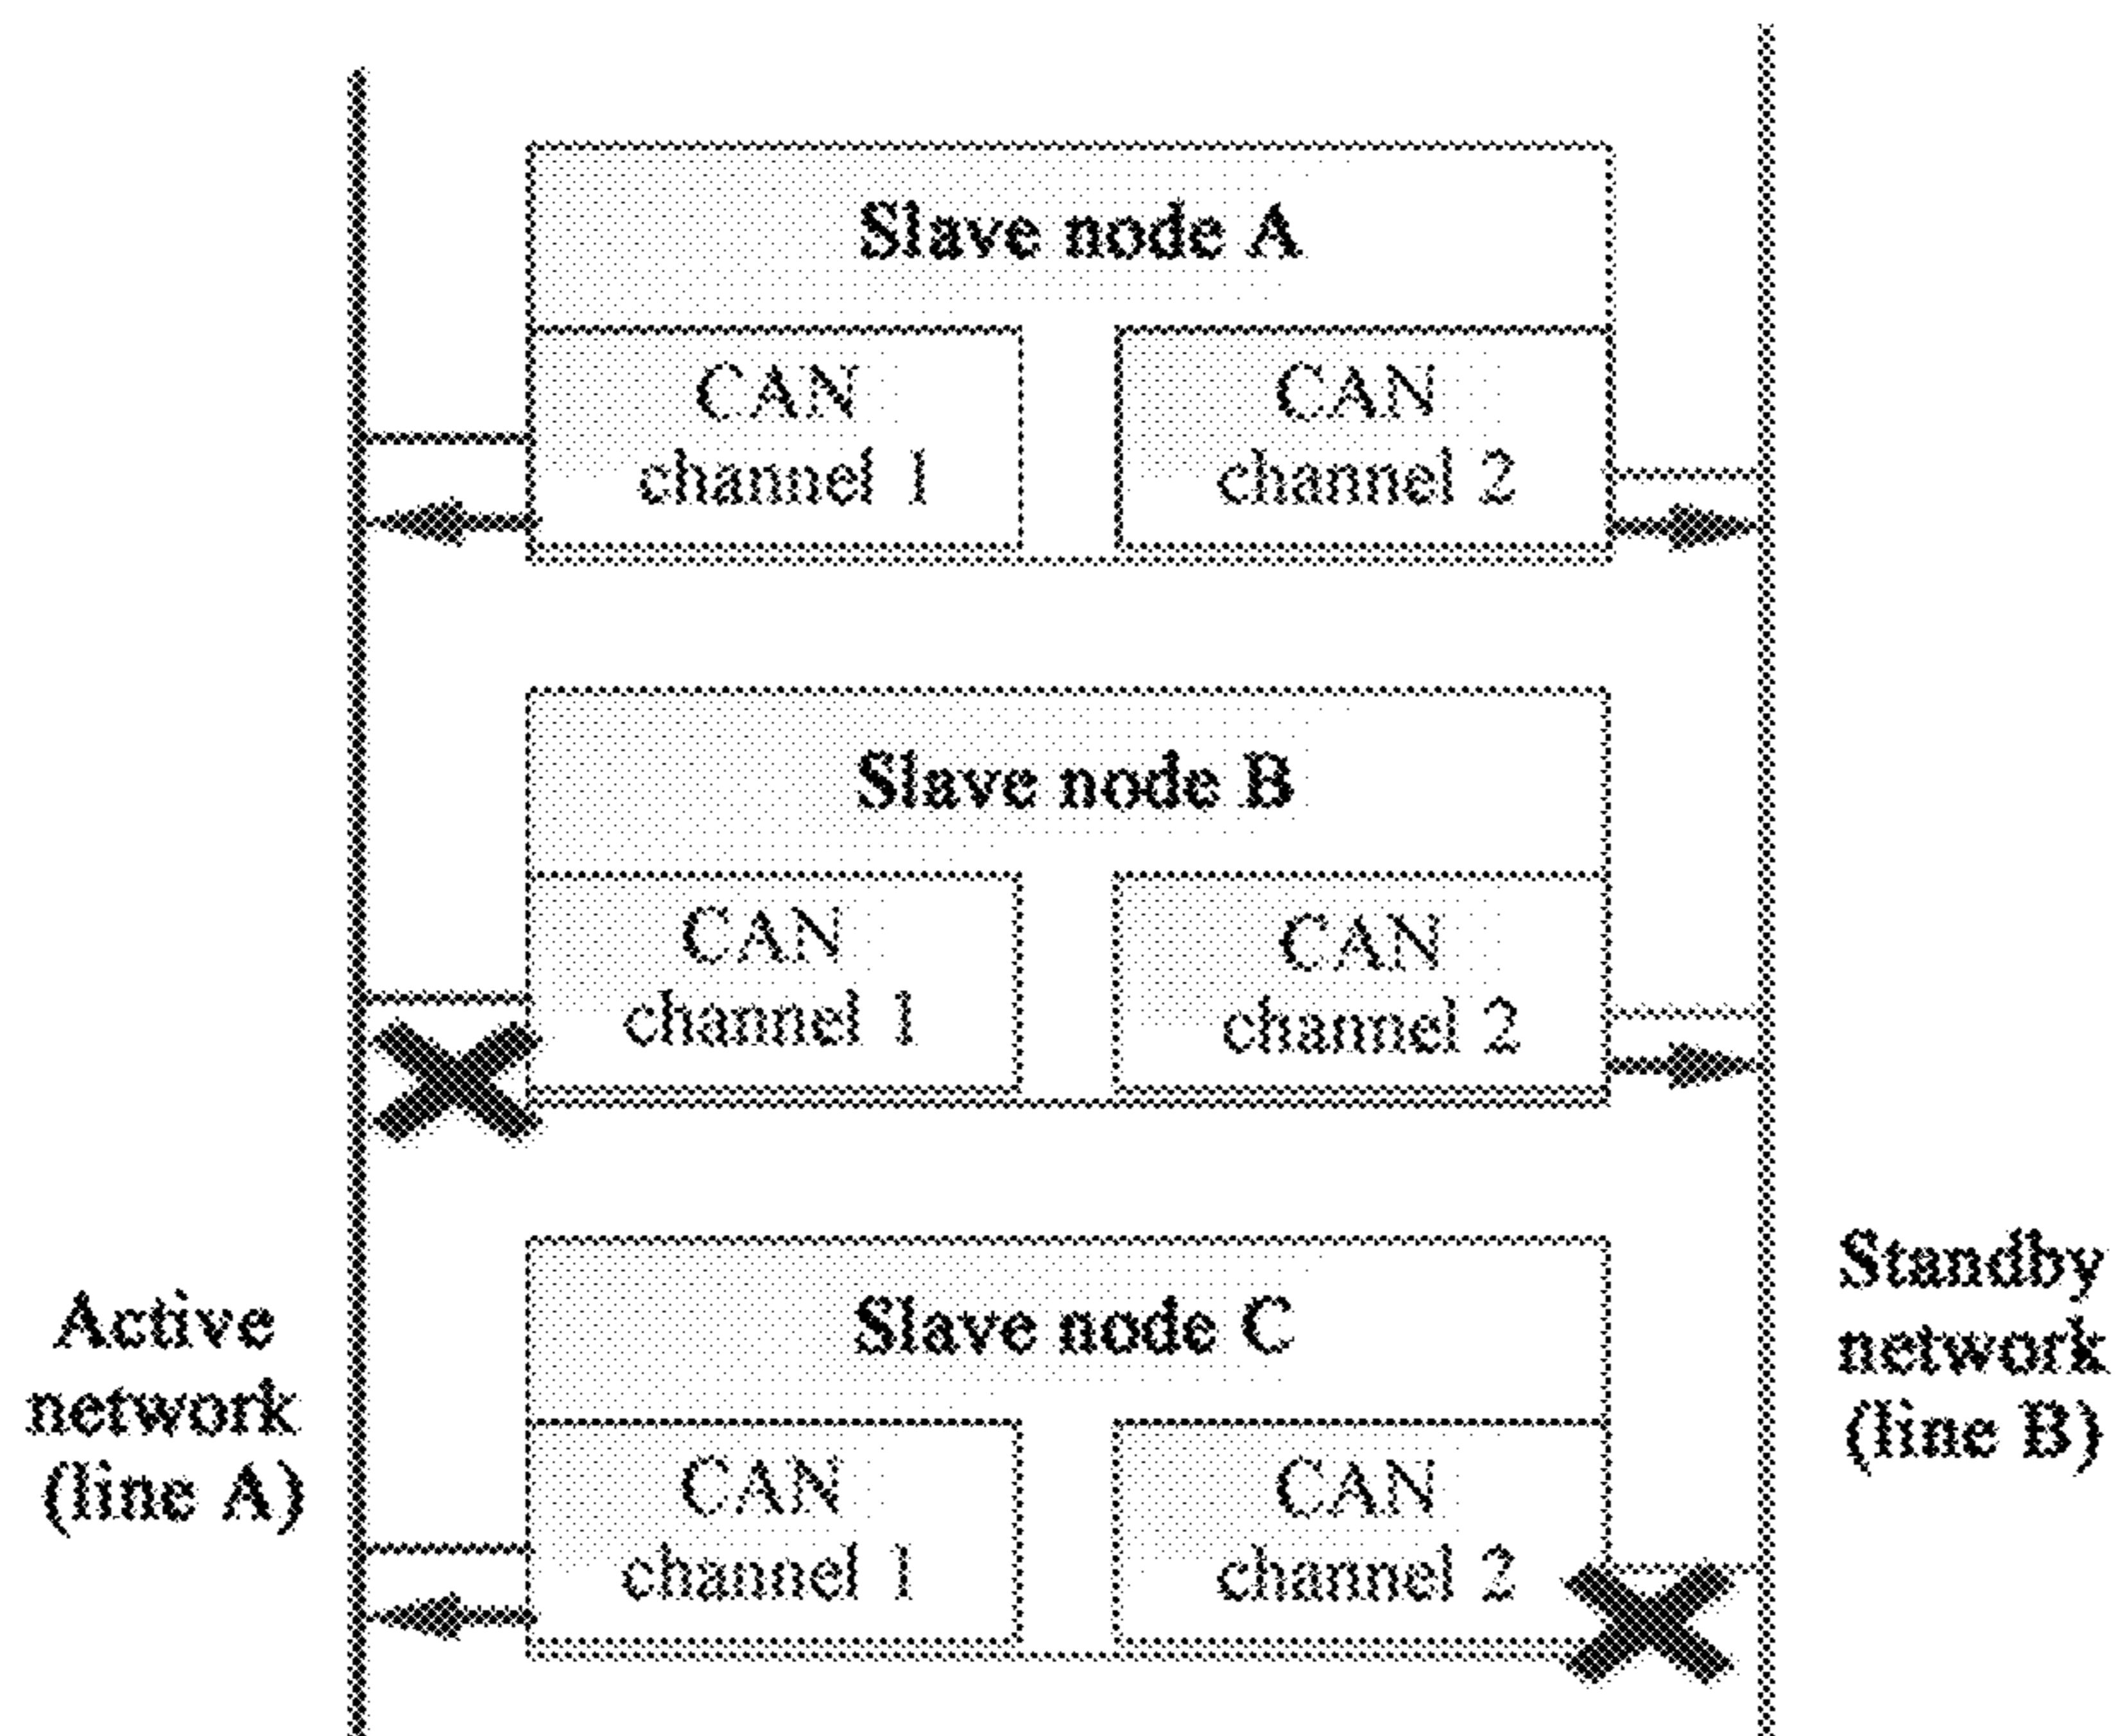 Slave node A
CAN
channel 1
CAN
channel 2
Slave node B
CAN
channel 1
CAN
channel 2
Slave node C
CAN
channel 1
CAN
channel 2
Active
network
(line A)
Standby
network
(line B)